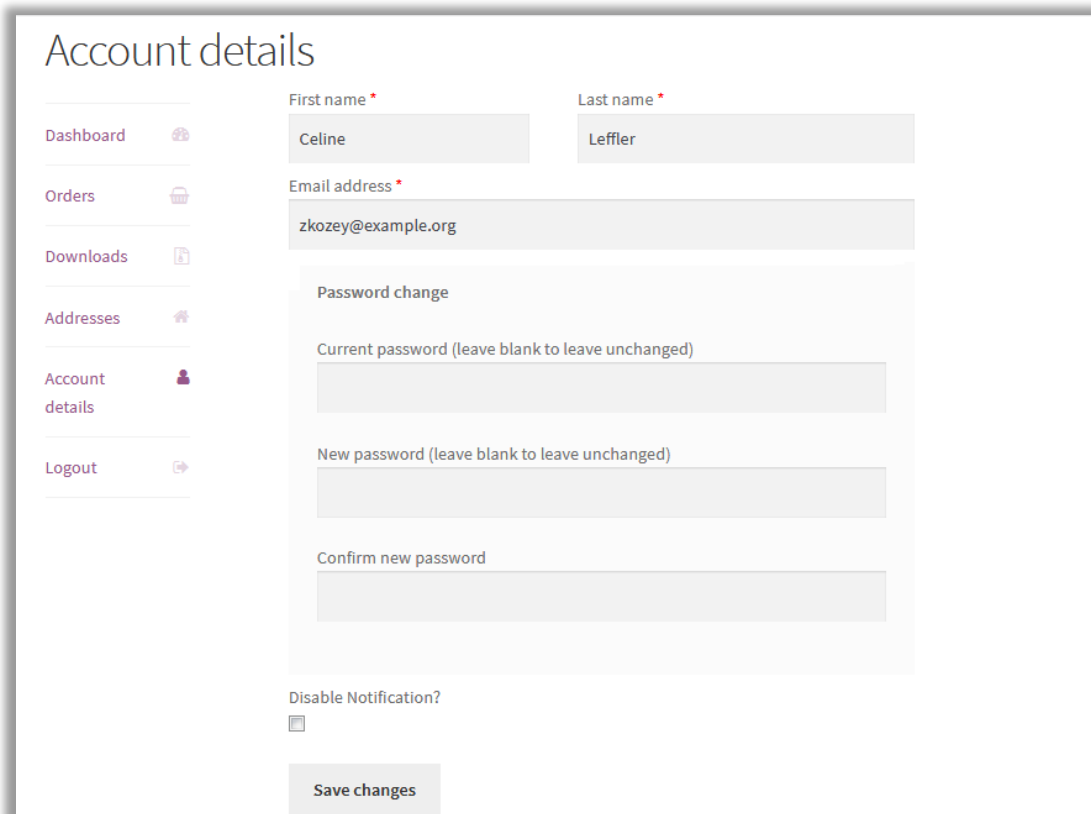 Account details
Dashboard
Orders
Downloads
Addresses
Account
details
Logout
First name *
Last name *
Celine
Leffler
Email address *
zkozey@example.org
Password change
Current password (leave blank to leave unchanged)
New password (leave blank to leave unchanged)
Confirm new password
Disable Notification?
Save changes